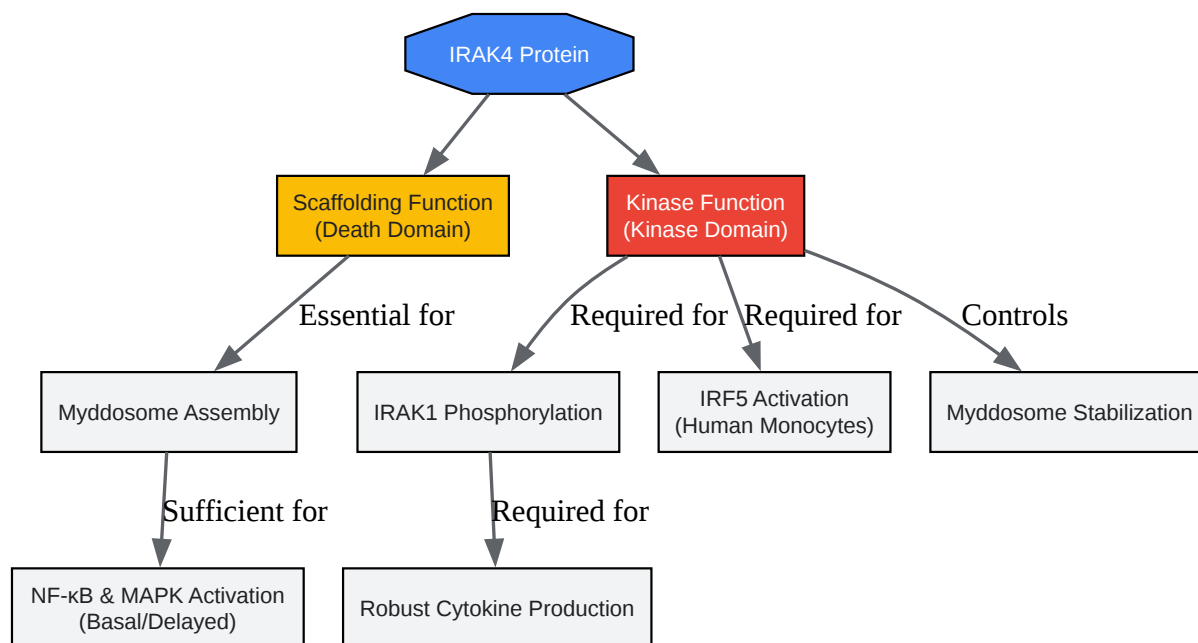 IRAK4 Protein
Scaffolding Function
(Death Domain)
Kinase Function
(Kinase Domain)
Essential for
Required for
Required for
Controls
Myddosome Assembly
IRAK1 Phosphorylation
IRF5 Activation
(Human Monocytes)
Myddosome Stabilization
Sufficient for
Required for
NF-κB & MAPK Activation
(Basal/Delayed)
Robust Cytokine Production